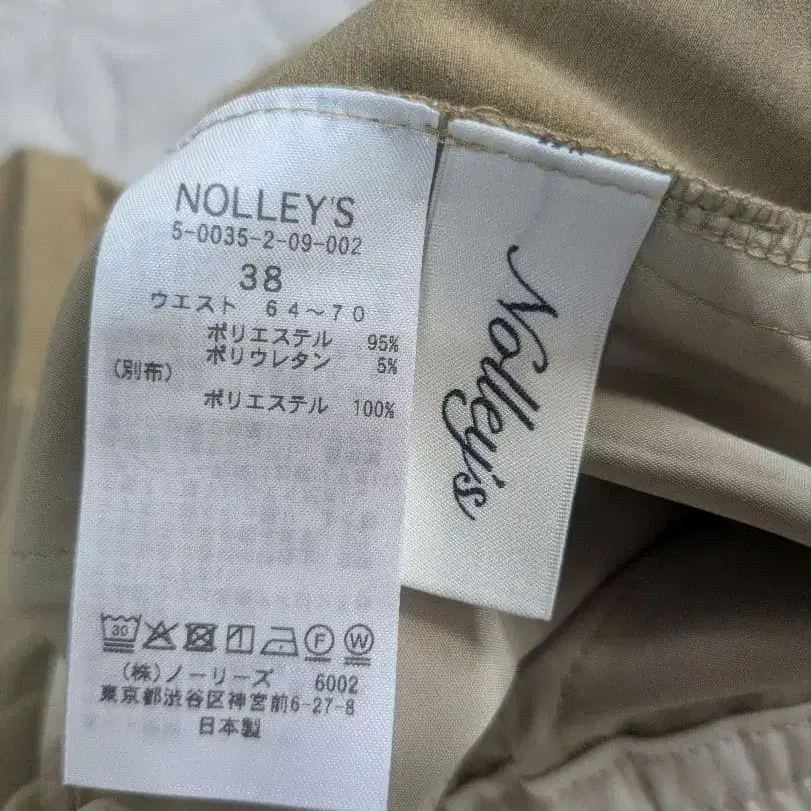 NOLLEY'S
5-0035-2-09-002
38
ウエスト 64～70
ポリエステル 95%
ポリウレタン 5%
(別布)
ポリエステル 100%
30
F
W
(株)ノーリーズ 6002
東京都渋谷区神宮前6-27-8
日本製
Nolley's